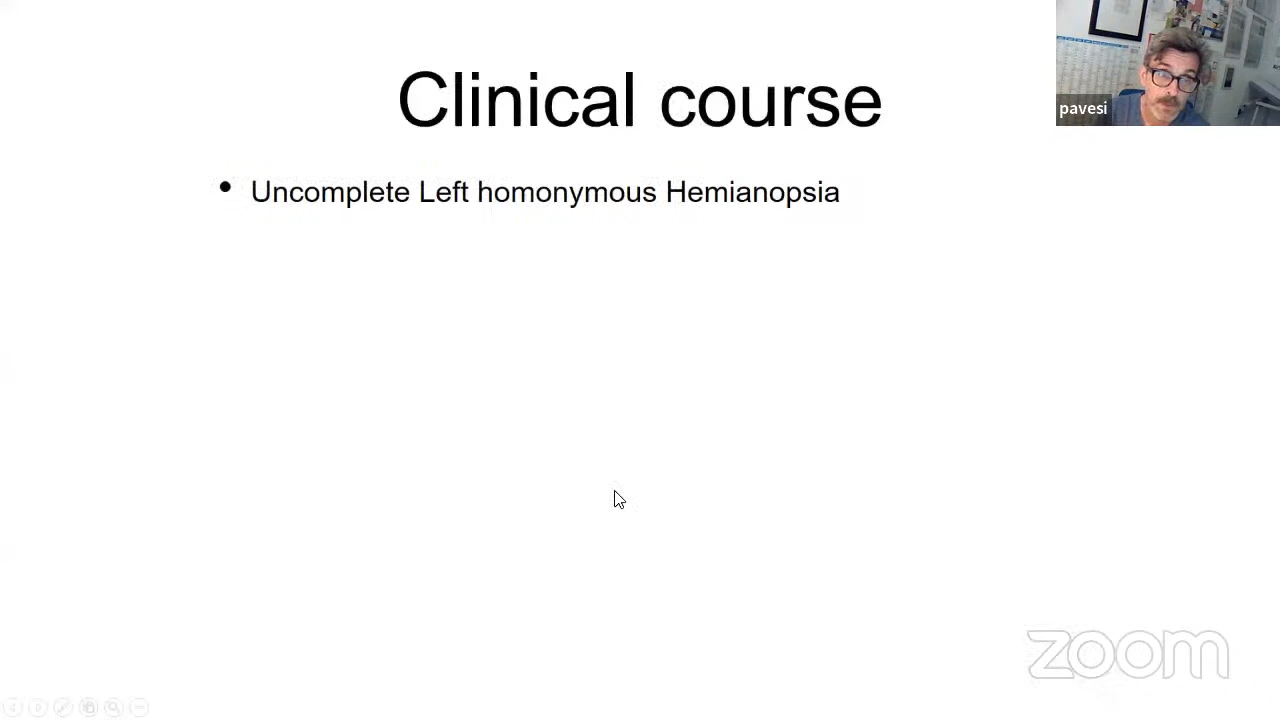 Clinical course
pavesi
• Uncomplete Left homonymous Hemianopsia
zoom